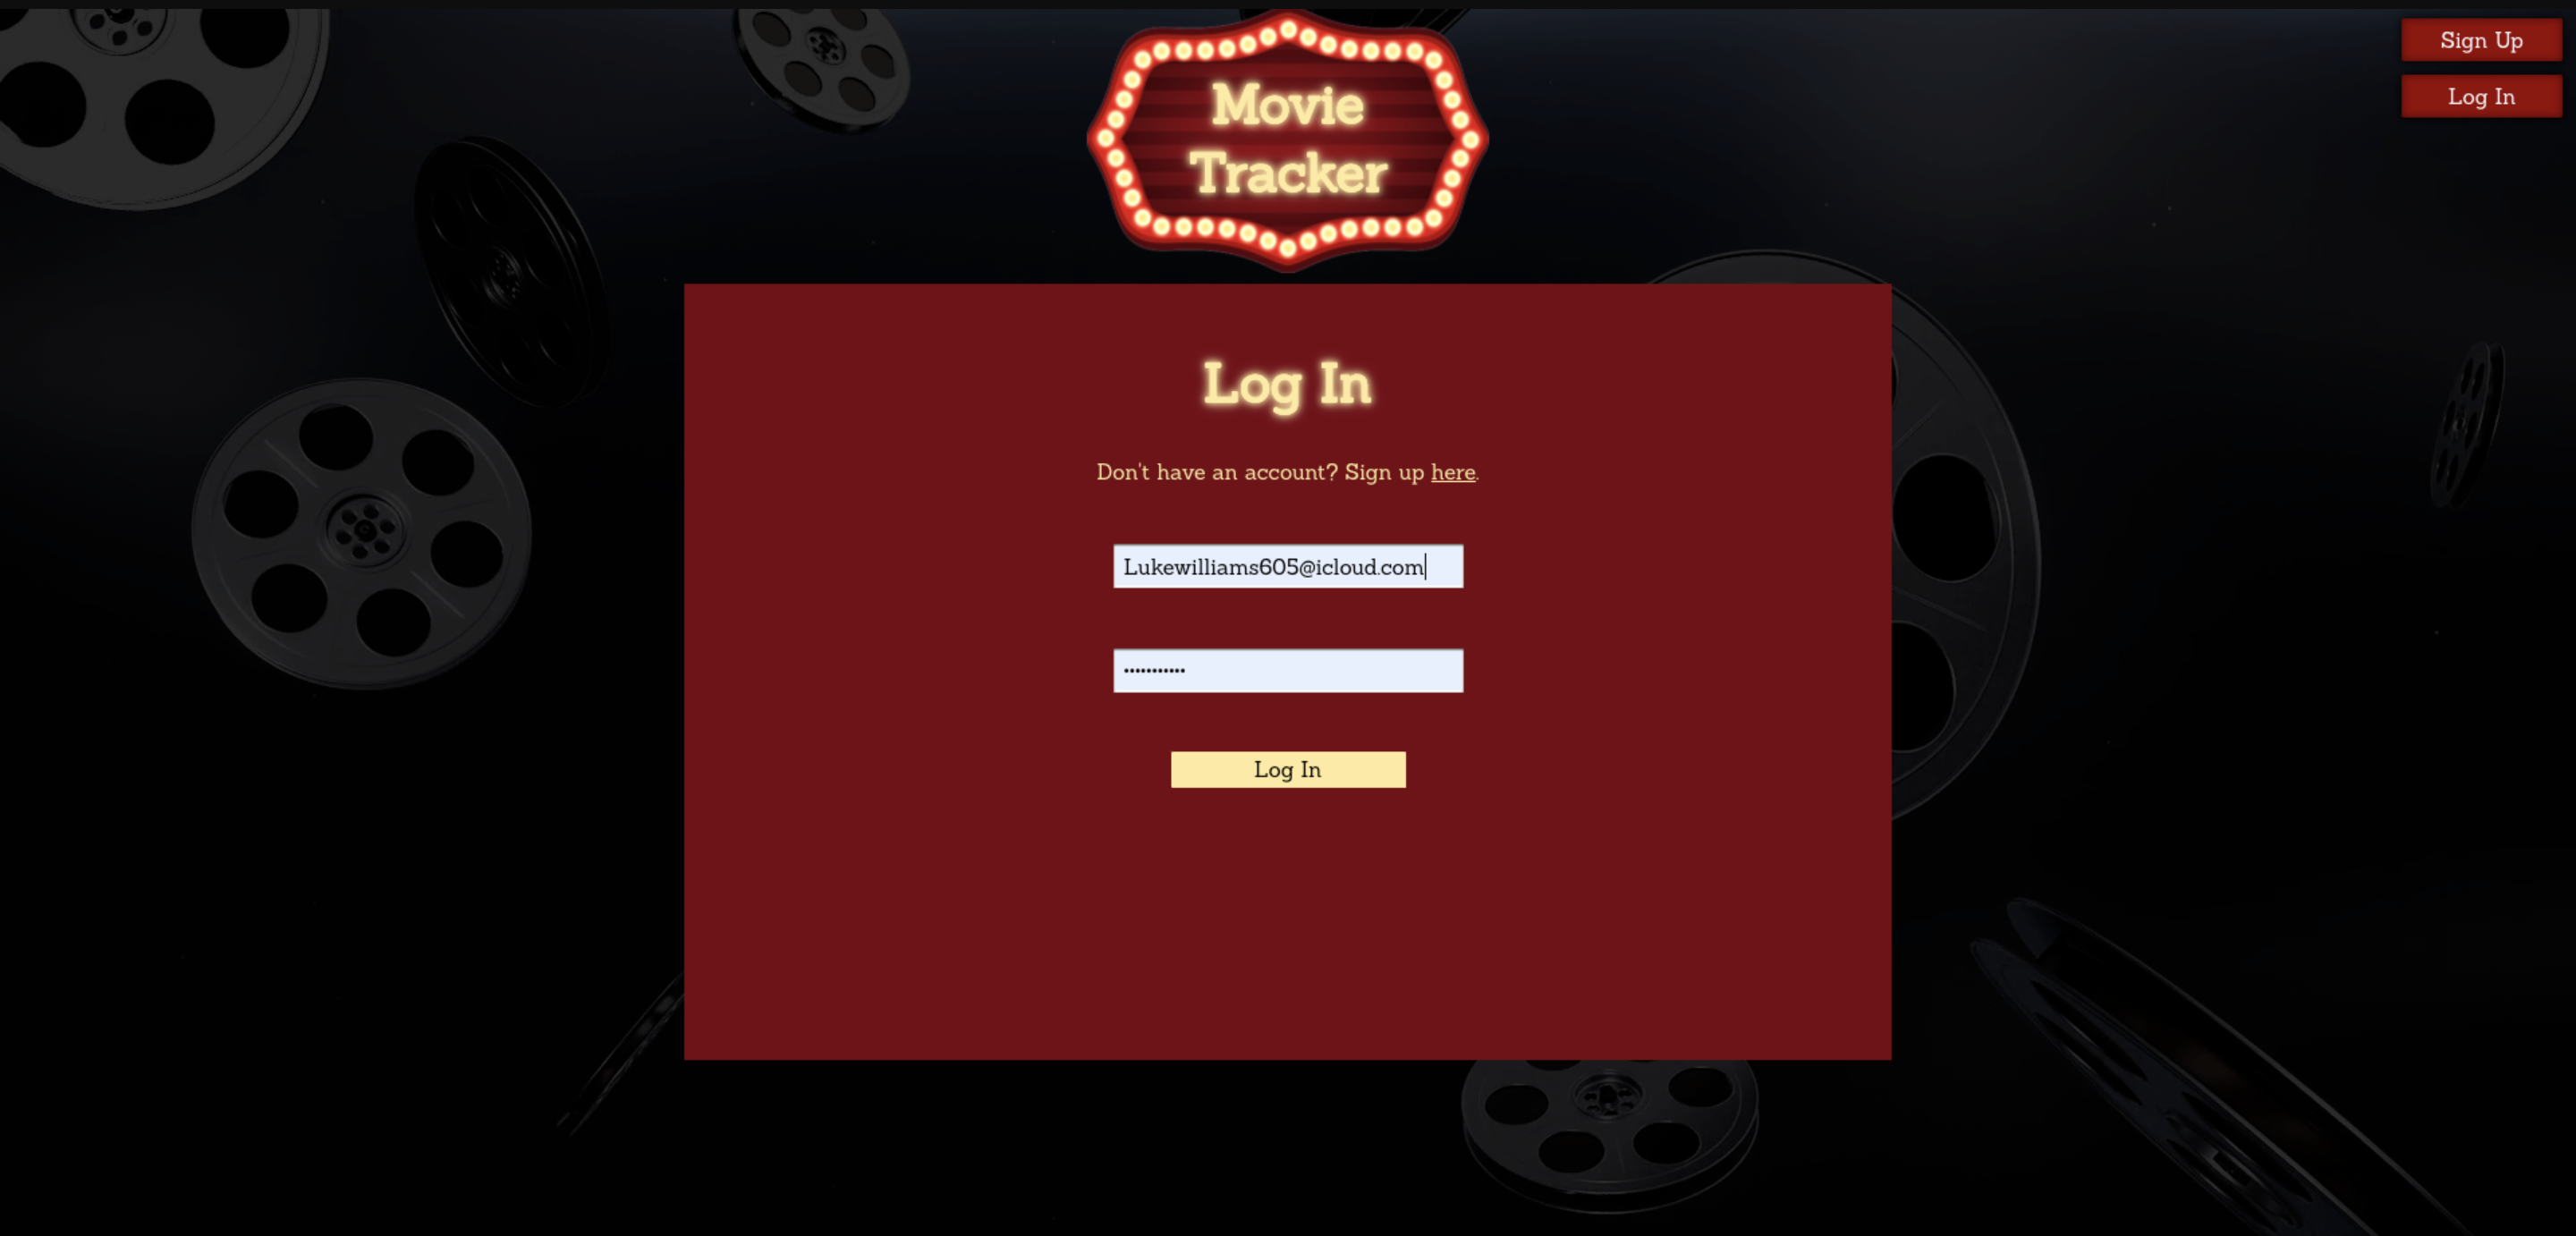 Sign Up
Log In
Movie
Tracker
Log In
Don't have an account? Sign up here.
Lukewilliams605@icloud.com
•••••••••••
Log In